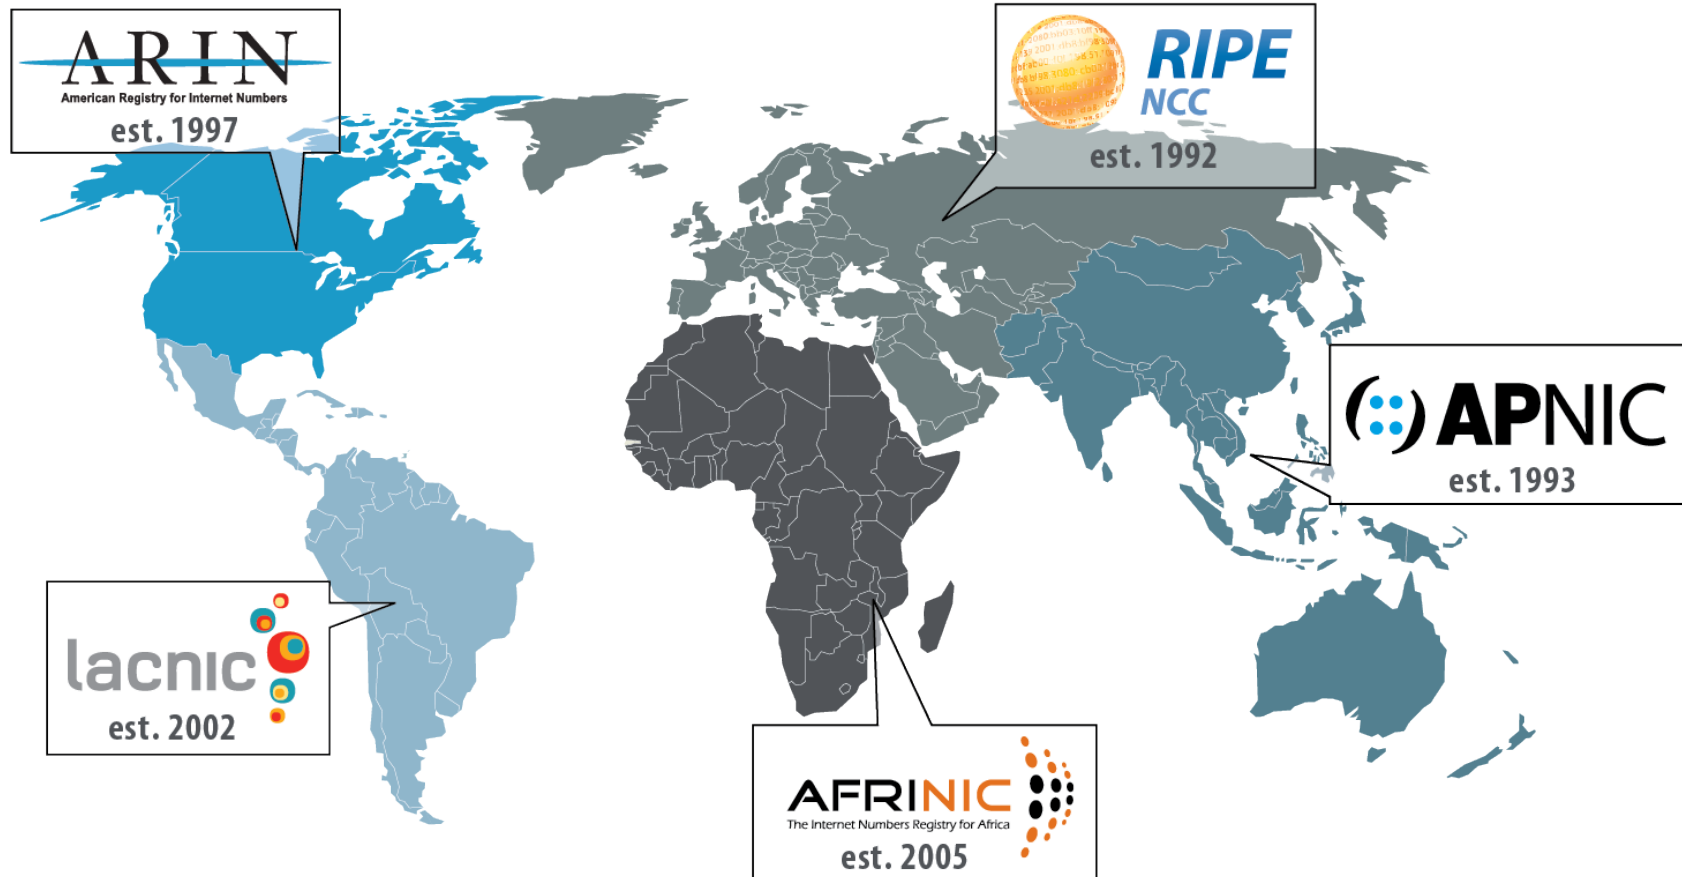 ARIN
American Registry for Internet Numbers
est. 1997
RIPE
NCC
est. 1992
APNIC
est. 1993
lacnic
est. 2002
AFRINIC
The Internet Numbers Registry for Africa
est. 2005